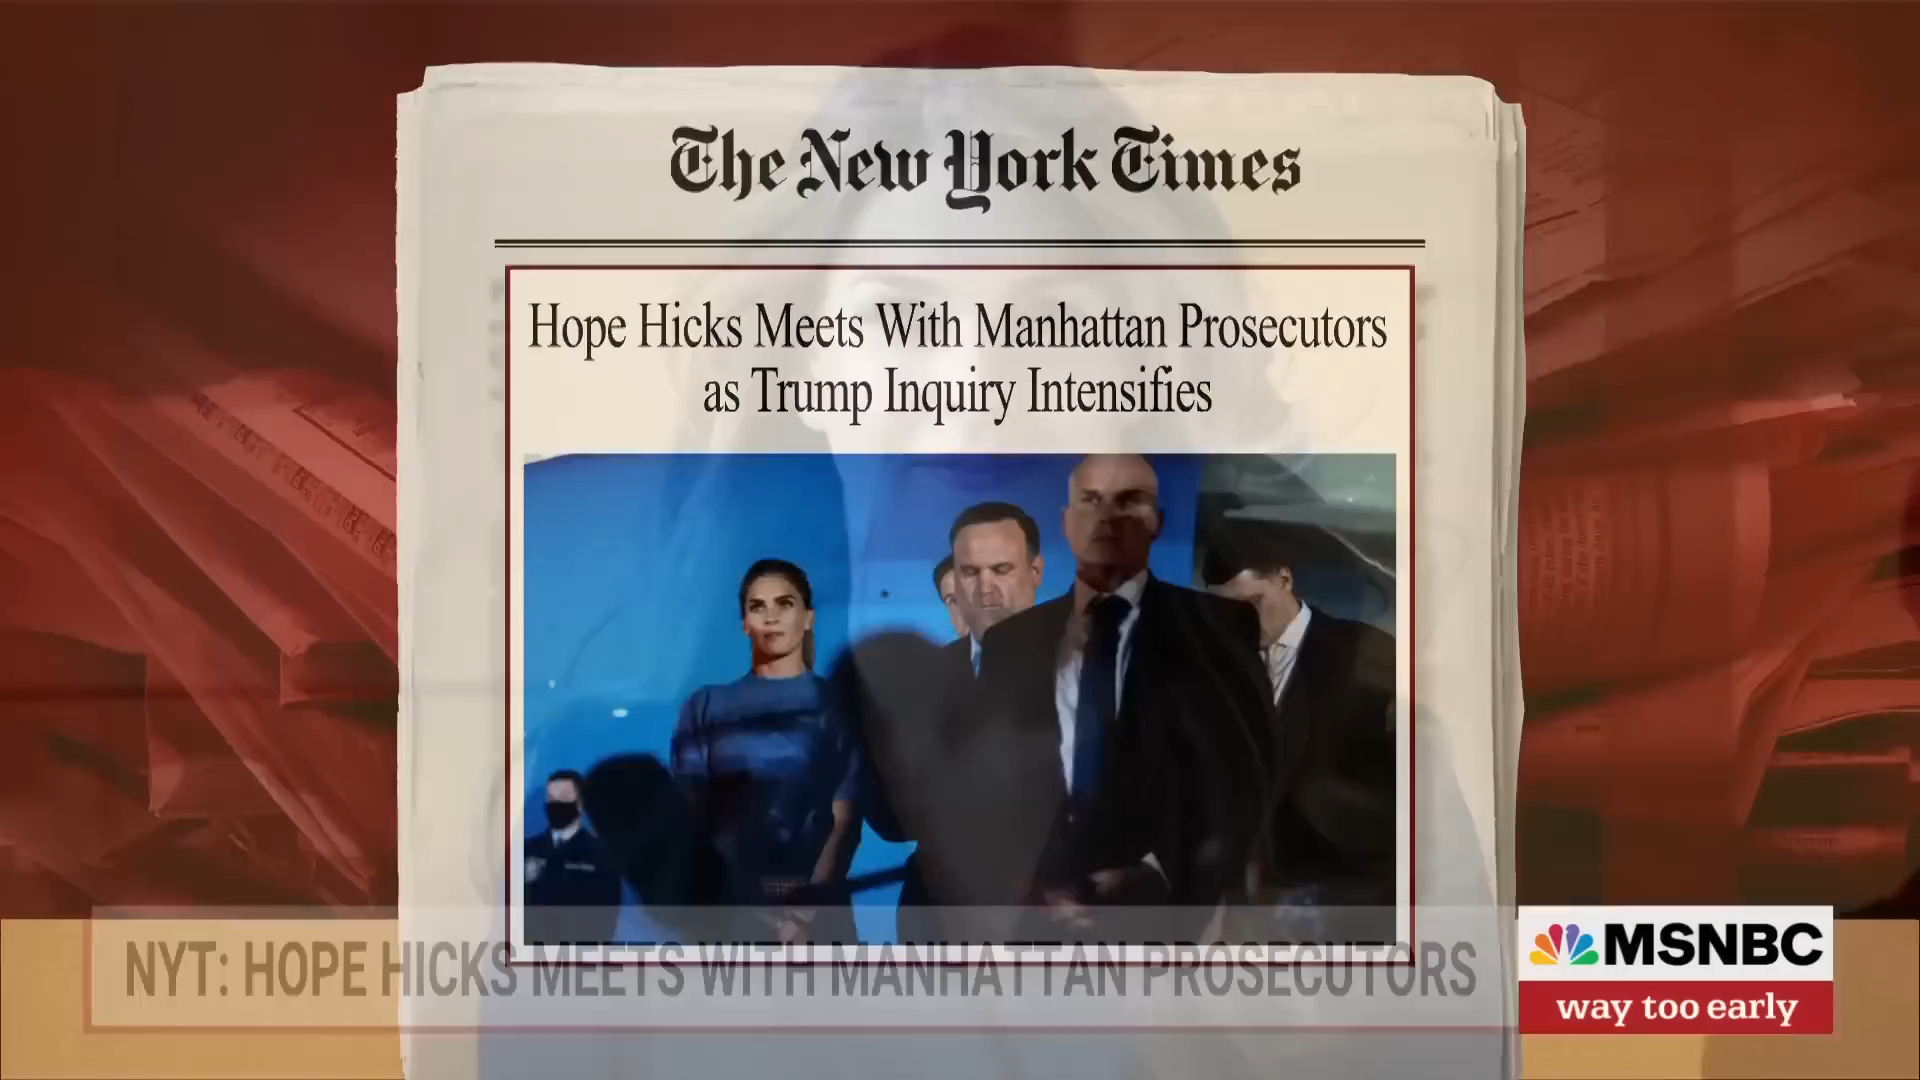 The New York Times
Hope Hicks Meets With Manhattan Prosecutors
as Trump Inquiry Intensifies
NYT: HOPE HICKS MEETS WITH MANHATTAN PROSECUTORS
MSNBC
way too early